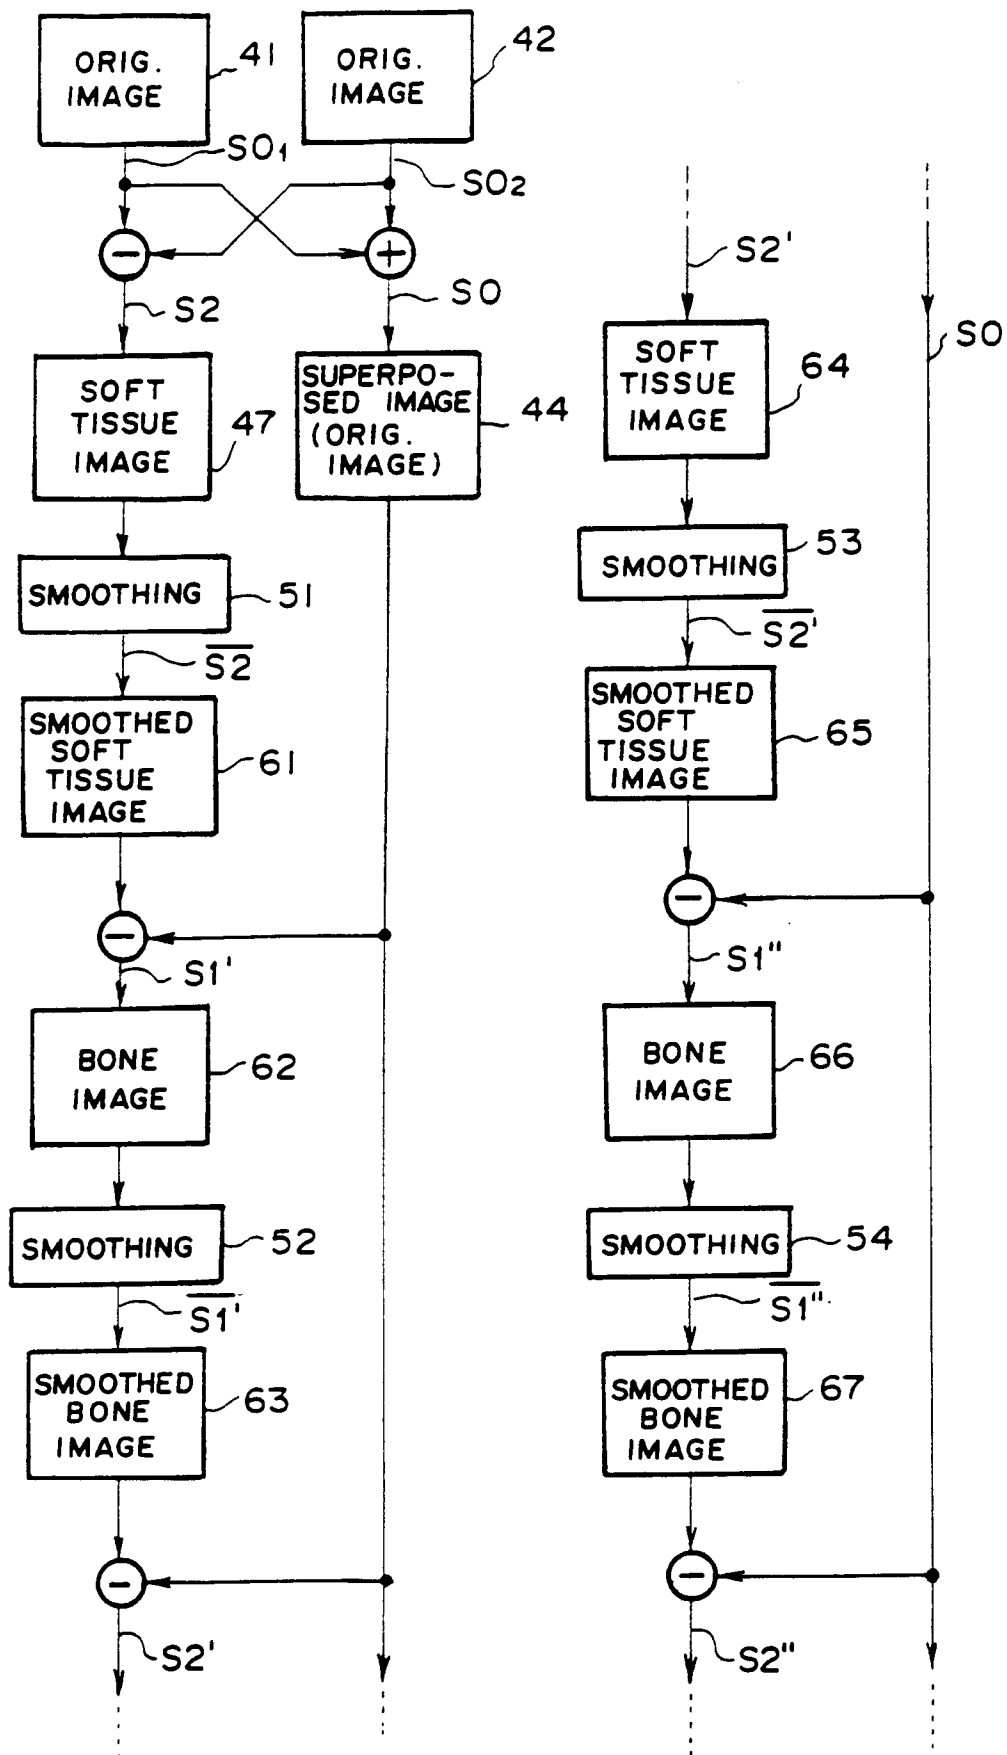 ORIG.
IMAGE
41
ORIG.
IMAGE
42
SO1
SO2
−
+
S2
SO
SOFT
TISSUE
IMAGE
47
SUPERPO-
SED IMAGE
(ORIG.
IMAGE)
44
SMOOTHING
51
S2
SMOOTHED
SOFT
TISSUE
IMAGE
61
−
S1'
BONE
IMAGE
62
SMOOTHING
52
S1'
SMOOTHED
BONE
IMAGE
63
−
S2'
S2'
SO
SOFT
TISSUE
IMAGE
64
SMOOTHING
53
S2'
SMOOTHED
SOFT
TISSUE
IMAGE
65
−
S1"
BONE
IMAGE
66
SMOOTHING
54
S1"
SMOOTHED
BONE
IMAGE
67
−
S2"